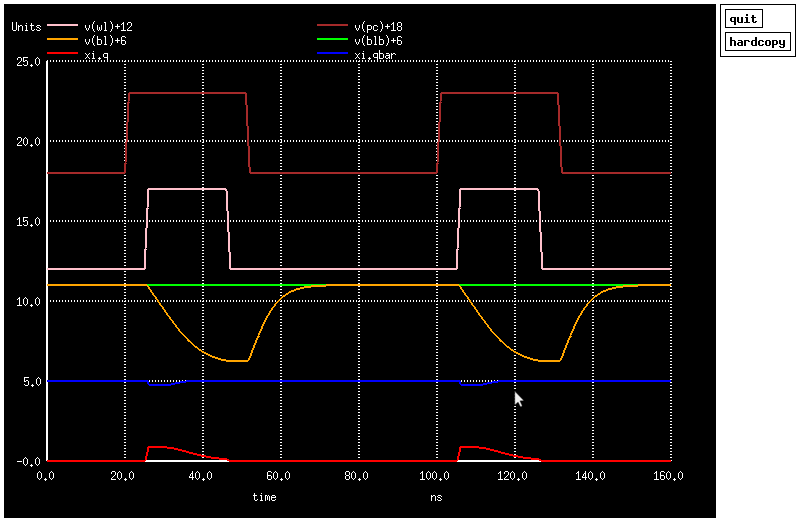 Units v(wl)+12 v(pc)+18 quit
v(bl)+6 v(blb)+6 hardcopy
xi.q xi.qbar
25.0
20.0
15.0
10.0
5.0
-0.0
0.0 20.0 40.0 60.0 80.0 100.0 120.0 140.0 160.0
time ns